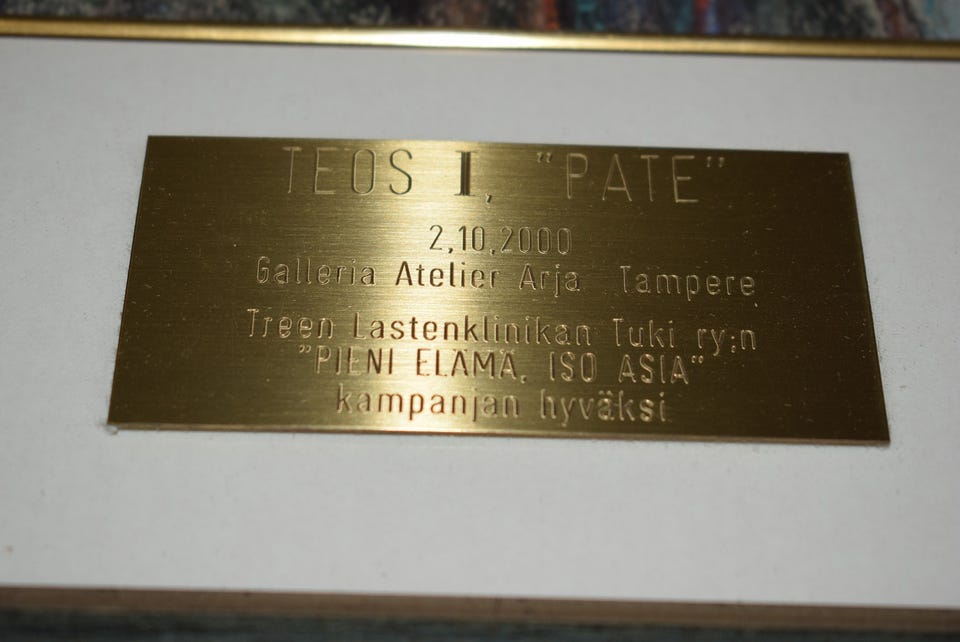 TEOS I, "PATE"
2.10.2000
Galleria Atelier Arja Tampere
Treen Lastenklinikan Tuki ry:n
"PIENI ELÄMÄ, ISO ASIA"
kampanjan hyväksi